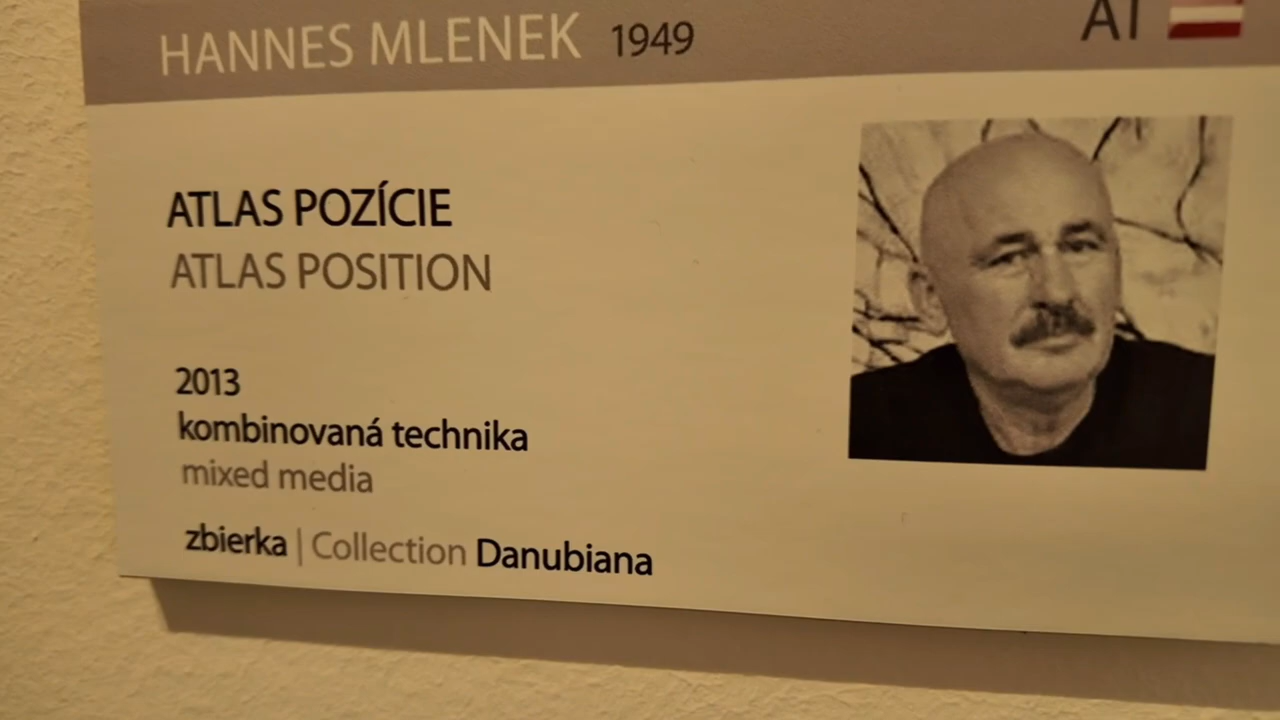 HANNES MLENEK 1949 AT
ATLAS POZÍCIE
ATLAS POSITION
2013
kombinovaná technika
mixed media
zbierka | Collection Danubiana